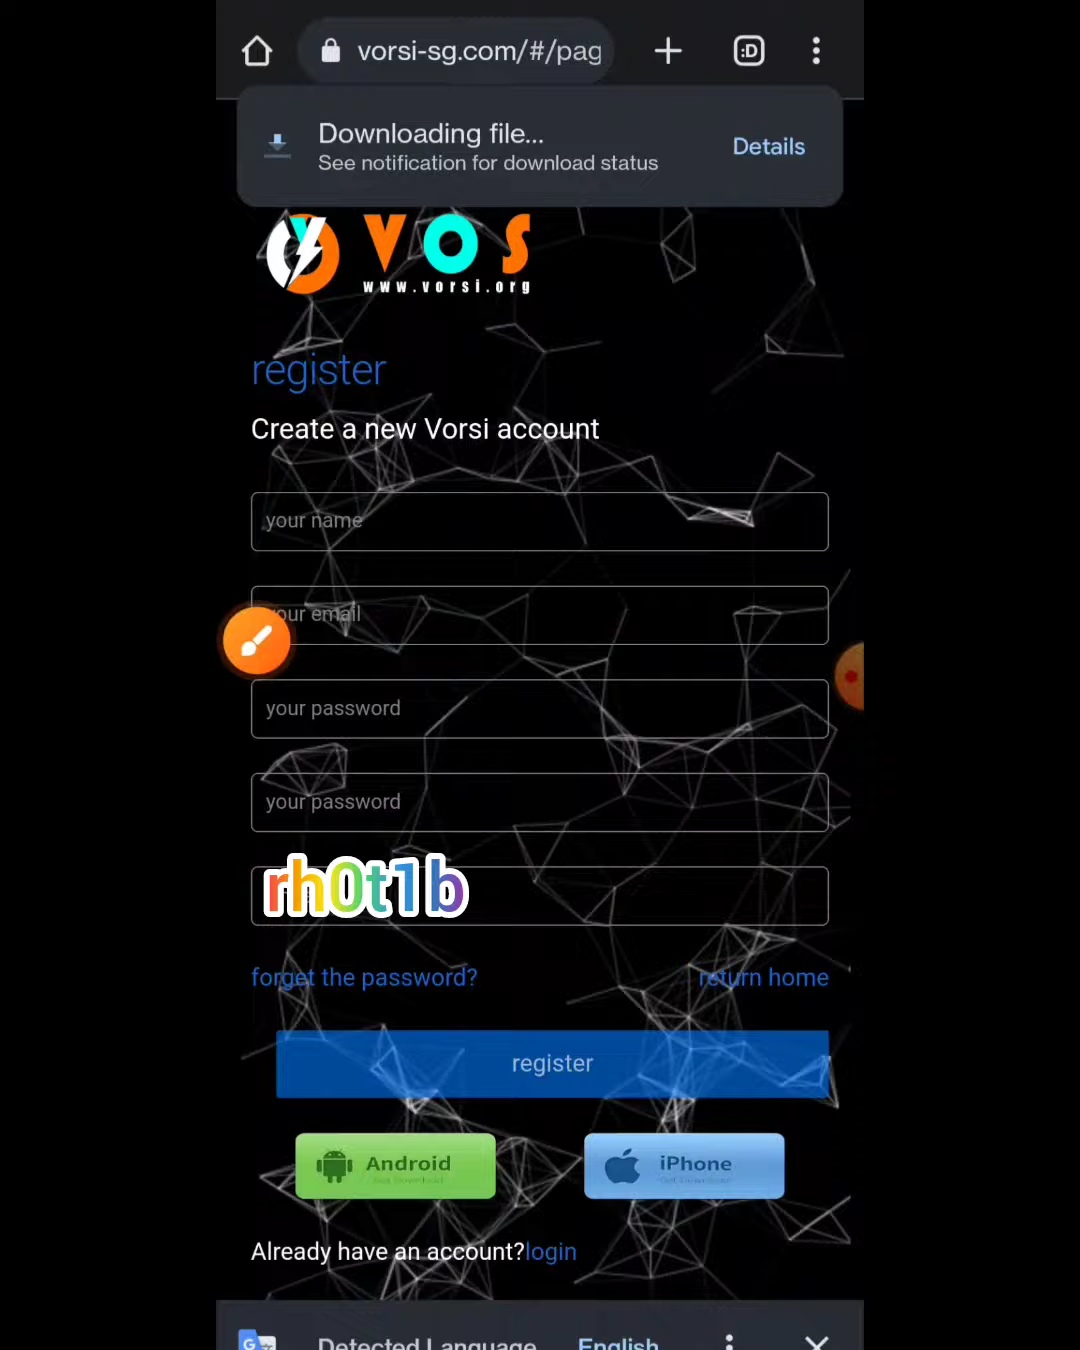 vorsi-sg.com/#/pag
:D
Downloading file...
See notification for download status
Details
VOS
www.vorsi.org
register
Create a new Vorsi account
your name
your email
your password
your password
rh0t1b
forget the password?
return home
register
Android
iPhone
Already have an account?login
Detected Language
English